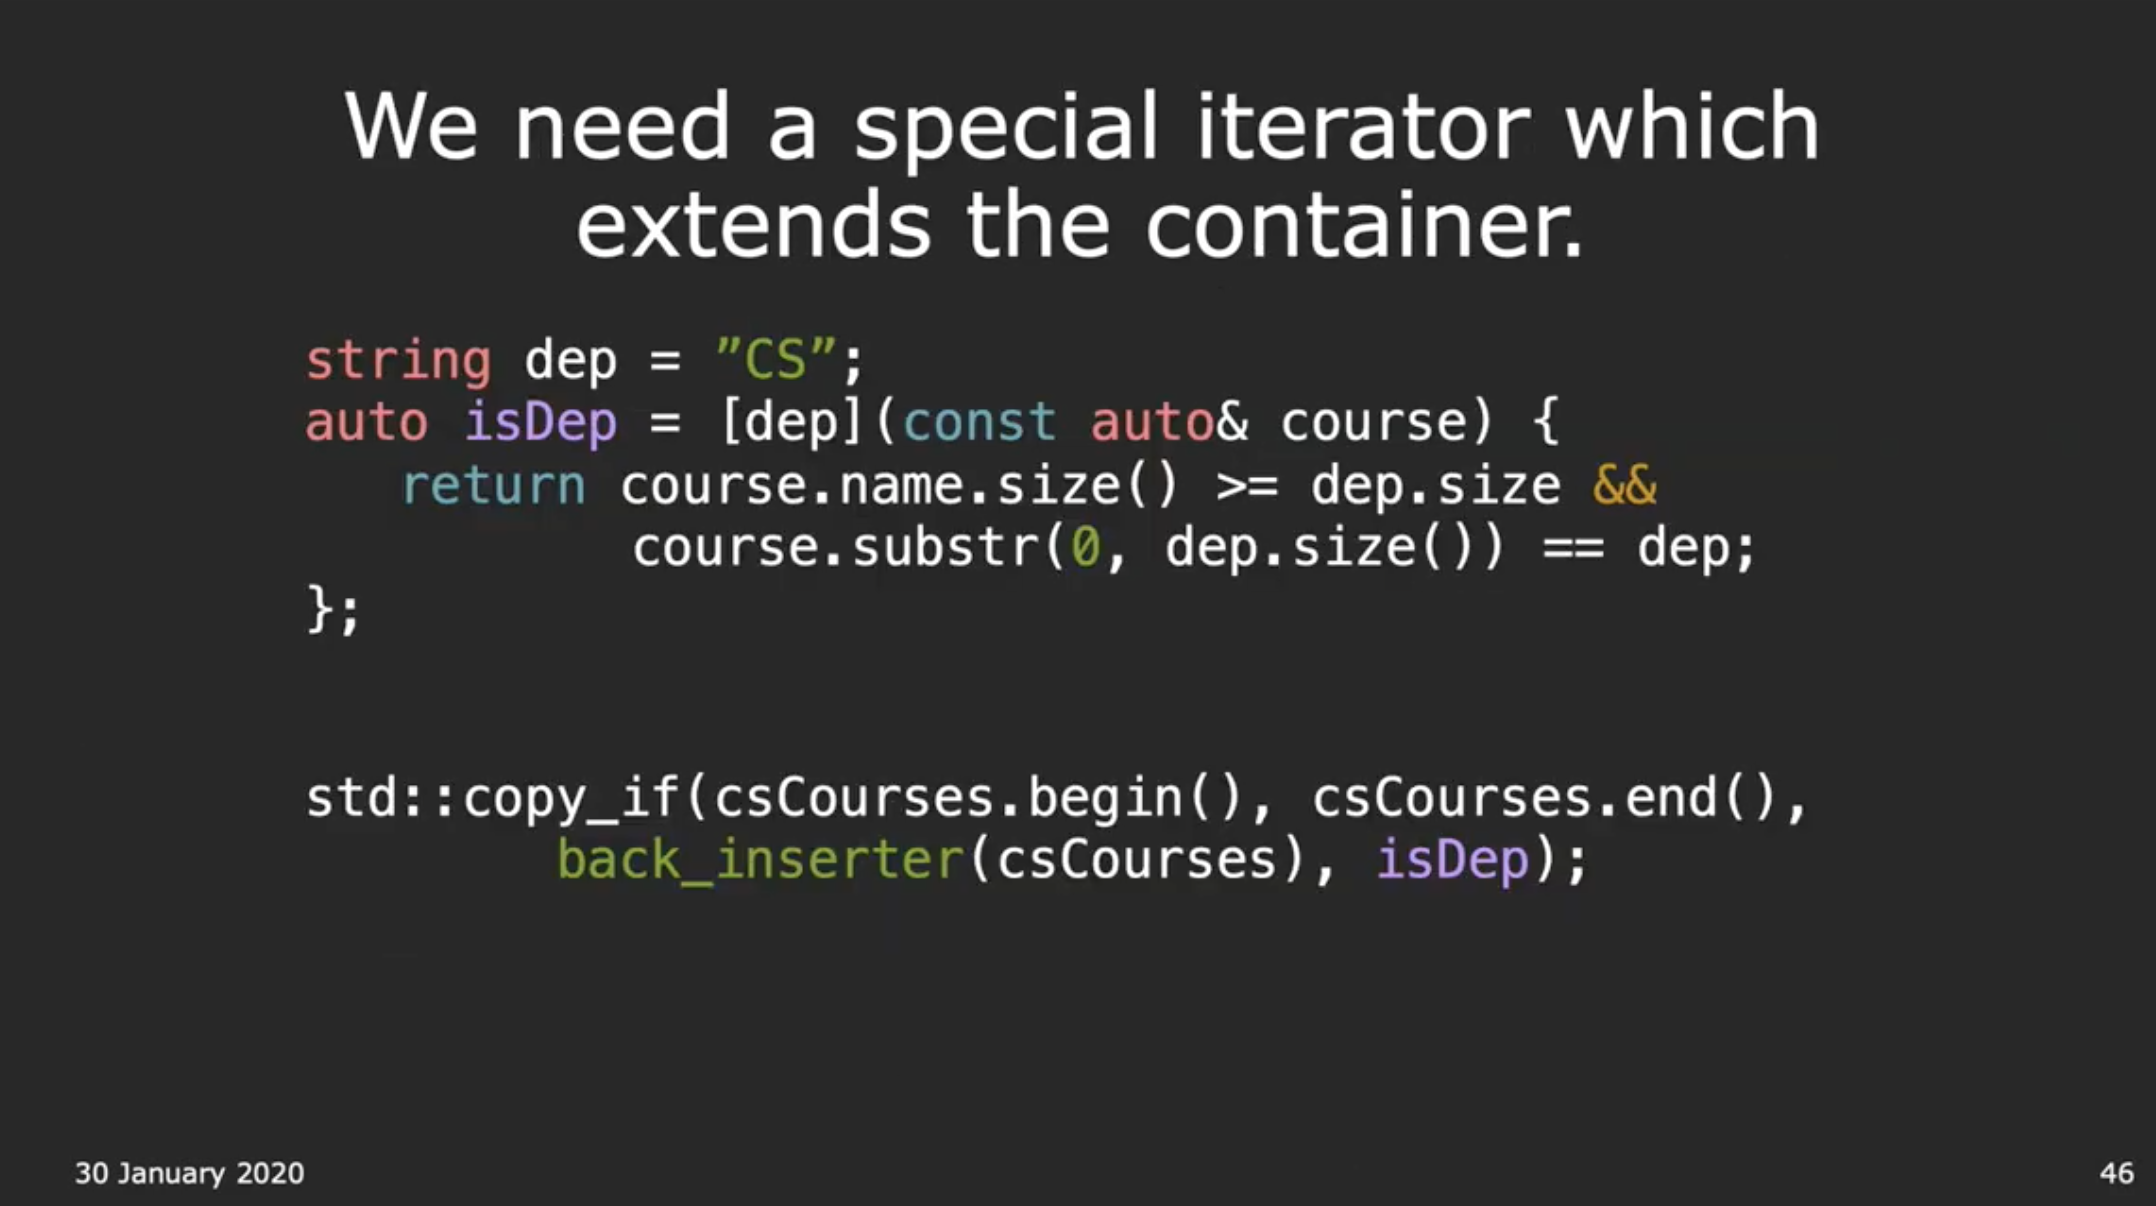 We need a special iterator which
extends the container.
string dep = ”CS”;
auto isDep = [dep](const auto& course) {
return course.name.size() >= dep.size &&
course.substr(0, dep.size()) == dep;
};
std::copy_if(csCourses.begin(), csCourses.end(),
back_inserter(csCourses), isDep);
30 January 2020
46